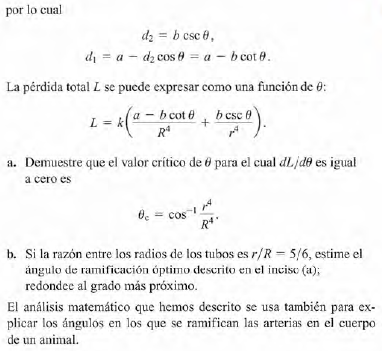 por lo cual
d₂ = b csc θ,
d₁ = a − d₂ cos θ = a − b cot θ.
La pérdida total L se puede expresar como una función de θ:
L = k( (a − b cot θ)/R⁴ + (b csc θ)/r⁴ ).
a. Demuestre que el valor crítico de θ para el cual dL/dθ es igual
a cero es
θc = cos⁻¹ r⁴/R⁴.
b. Si la razón entre los radios de los tubos es r/R = 5/6, estime el
ángulo de ramificación óptimo descrito en el inciso (a);
redondee al grado más próximo.
El análisis matemático que hemos descrito se usa también para ex-
plicar los ángulos en los que se ramifican las arterias en el cuerpo
de un animal.